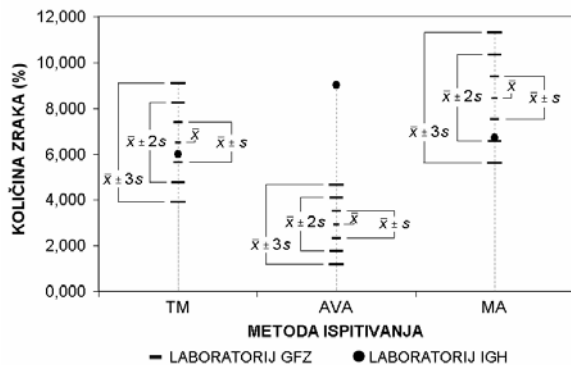 KOLIČINA ZRAKA (%)
12,000
10,000
8,000
6,000
4,000
2,000
0,000
x̄ ± 3s
x̄ ± 2s
x̄
x̄ ± s
x̄ ± 3s
x̄ ± 2s
x̄
x̄ ± s
x̄ ± 3s
x̄ ± 2s
x̄
x̄ ± s
TM AVA MA
METODA ISPITIVANJA
LABORATORIJ GFZ LABORATORIJ IGH